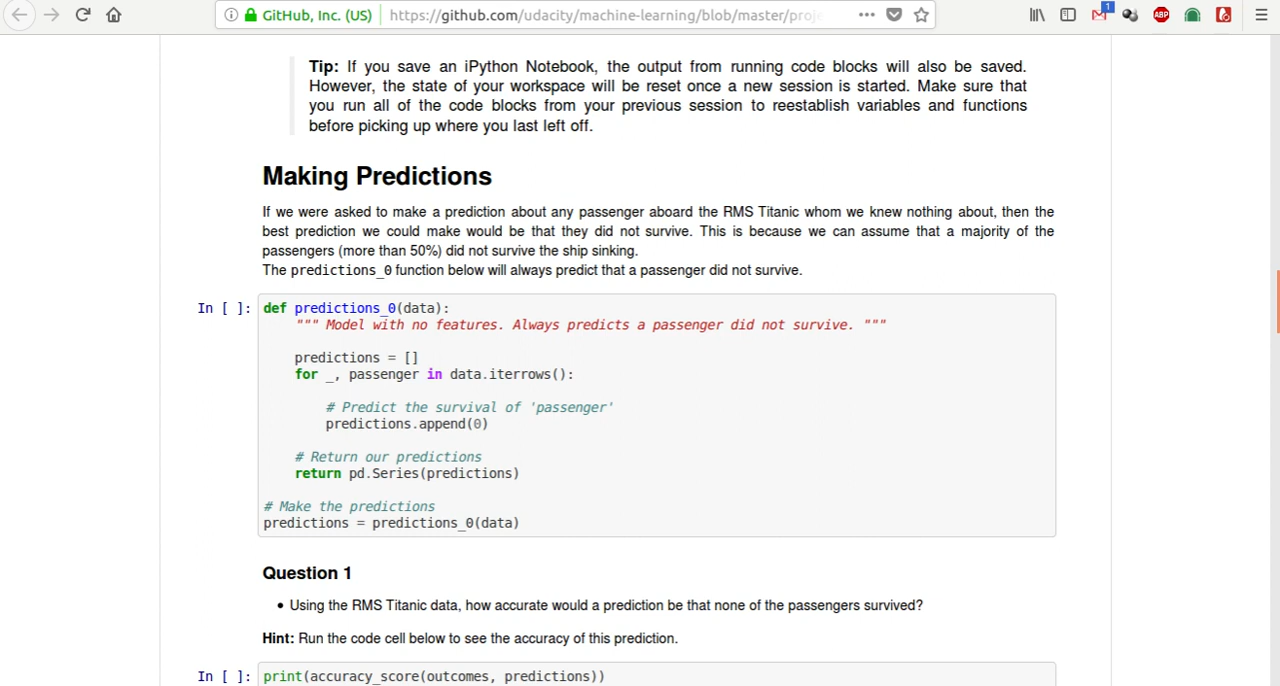 GitHub, Inc. (US) https://github.com/udacity/machine-learning/blob/master/proje
1
ABP
Tip: If you save an iPython Notebook, the output from running code blocks will also be saved.
However, the state of your workspace will be reset once a new session is started. Make sure that
you run all of the code blocks from your previous session to reestablish variables and functions
before picking up where you last left off.
Making Predictions
If we were asked to make a prediction about any passenger aboard the RMS Titanic whom we knew nothing about, then the
best prediction we could make would be that they did not survive. This is because we can assume that a majority of the
passengers (more than 50%) did not survive the ship sinking.
The predictions_0 function below will always predict that a passenger did not survive.
In [ ]: def predictions_0(data):
""" Model with no features. Always predicts a passenger did not survive. """
predictions = []
for _, passenger in data.iterrows():
# Predict the survival of 'passenger'
predictions.append(0)
# Return our predictions
return pd.Series(predictions)
# Make the predictions
predictions = predictions_0(data)
Question 1
• Using the RMS Titanic data, how accurate would a prediction be that none of the passengers survived?
Hint: Run the code cell below to see the accuracy of this prediction.
In [ ]: print(accuracy_score(outcomes, predictions))